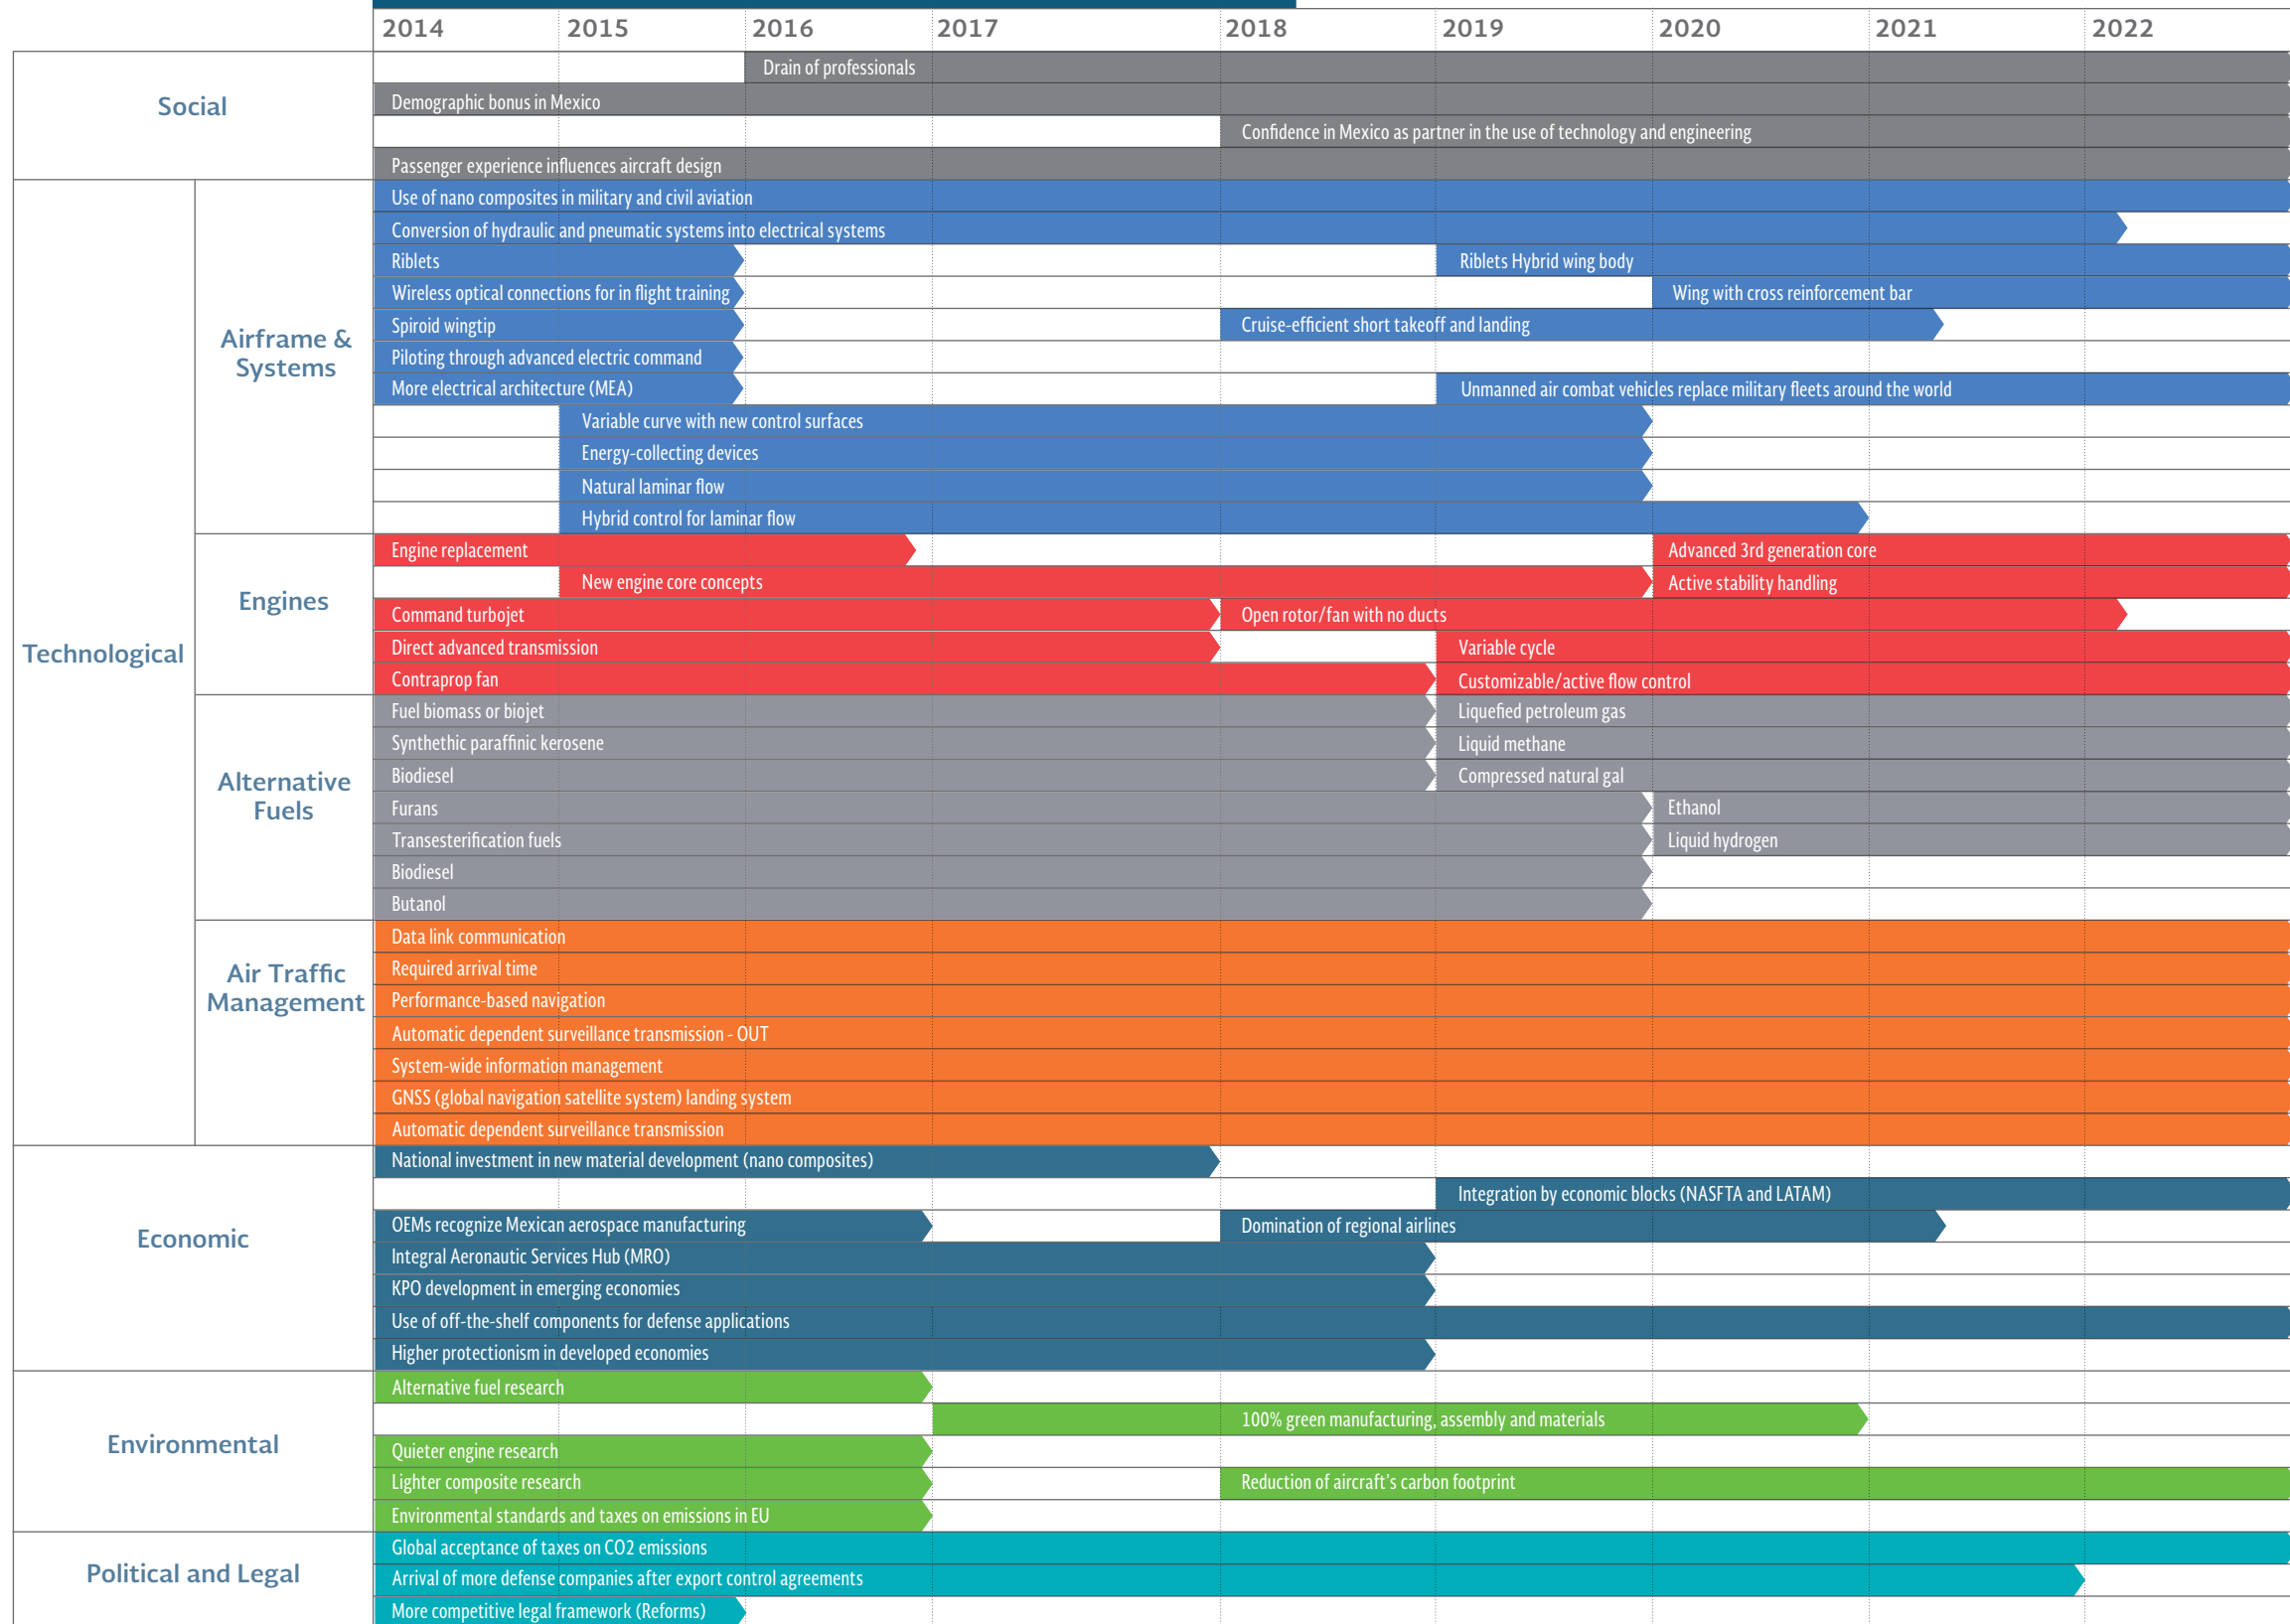 2014 2015 2016 2017 2018 2019 2020 2021 2022
Social
Drain of professionals
Demographic bonus in Mexico
Confidence in Mexico as partner in the use of technology and engineering
Passenger experience influences aircraft design
Technological
Airframe &
Systems
Use of nano composites in military and civil aviation
Conversion of hydraulic and pneumatic systems into electrical systems
Riblets Riblets Hybrid wing body
Wireless optical connections for in flight training Wing with cross reinforcement bar
Spiroid wingtip Cruise-efficient short takeoff and landing
Piloting through advanced electric command
More electrical architecture (MEA) Unmanned air combat vehicles replace military fleets around the world
Variable curve with new control surfaces
Energy-collecting devices
Natural laminar flow
Hybrid control for laminar flow
Engines
Engine replacement Advanced 3rd generation core
New engine core concepts Active stability handling
Command turbojet Open rotor/fan with no ducts
Direct advanced transmission Variable cycle
Contraprop fan Customizable/active flow control
Alternative
Fuels
Fuel biomass or biojet Liquefied petroleum gas
Synthethic paraffinic kerosene Liquid methane
Biodiesel Compressed natural gal
Furans Ethanol
Transesterification fuels Liquid hydrogen
Biodiesel
Butanol
Air Traffic
Management
Data link communication
Required arrival time
Performance-based navigation
Automatic dependent surveillance transmission - OUT
System-wide information management
GNSS (global navigation satellite system) landing system
Automatic dependent surveillance transmission
Economic
National investment in new material development (nano composites)
Integration by economic blocks (NASFTA and LATAM)
OEMs recognize Mexican aerospace manufacturing Domination of regional airlines
Integral Aeronautic Services Hub (MRO)
KPO development in emerging economies
Use of off-the-shelf components for defense applications
Higher protectionism in developed economies
Environmental
Alternative fuel research
100% green manufacturing, assembly and materials
Quieter engine research
Lighter composite research Reduction of aircraft's carbon footprint
Environmental standards and taxes on emissions in EU
Political and Legal
Global acceptance of taxes on CO2 emissions
Arrival of more defense companies after export control agreements
More competitive legal framework (Reforms)